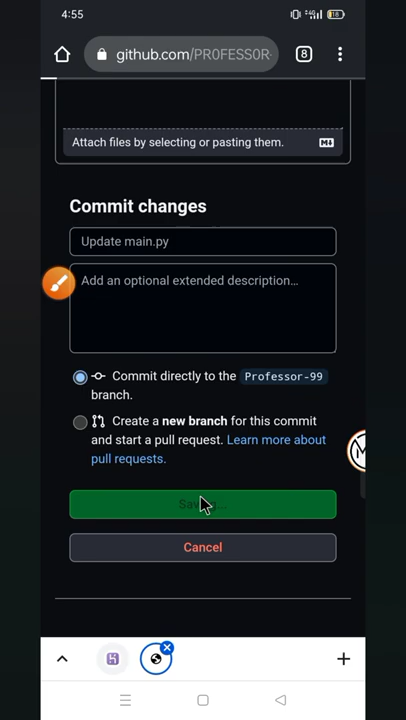 4:55
18
github.com/PR0FESS0R-
8
Attach files by selecting or pasting them.
Commit changes
Update main.py
Add an optional extended description…
Commit directly to the Professor-99
branch.
Create a new branch for this commit
and start a pull request. Learn more about
pull requests.
Cancel